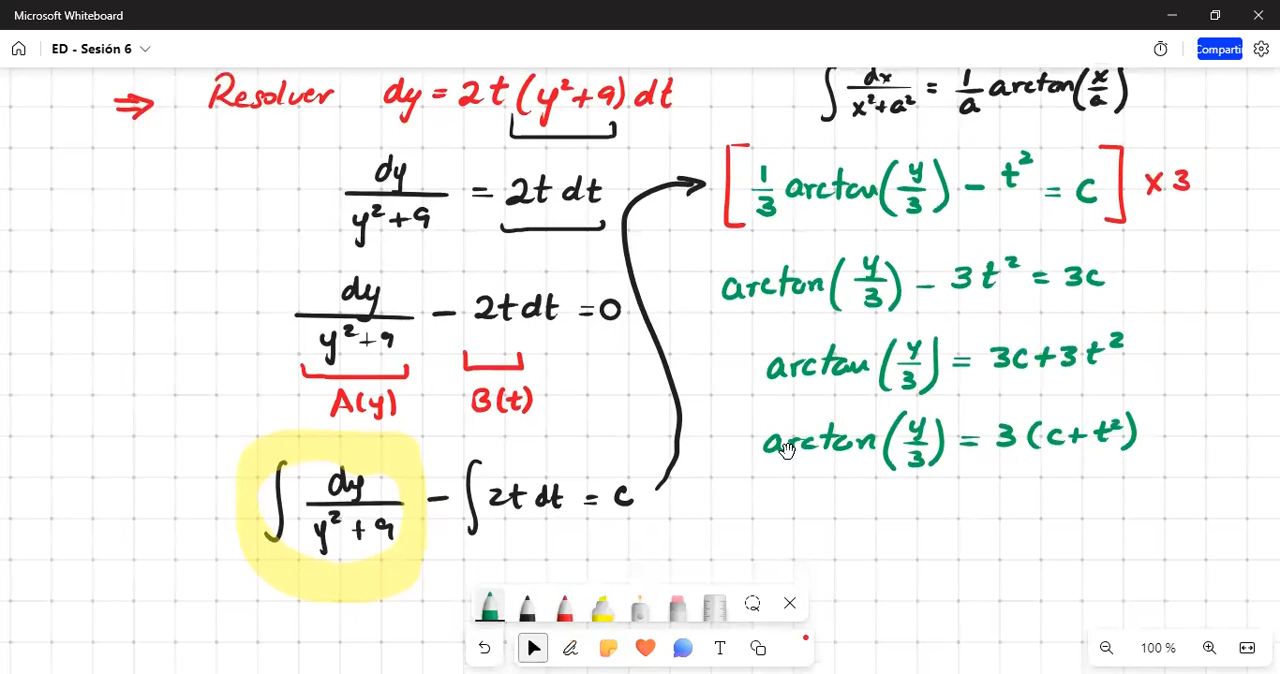 Microsoft Whiteboard
ED - Sesión 6
Comparti
⇒ Resolver dy = 2t (y²+9) dt
dy/(y²+9) = 2t dt
dy/(y²+9) - 2t dt = 0
A(y) B(t)
∫ dy/(y²+9) - ∫ 2t dt = c
∫ dx/(x²+a²) = 1/a arctan(x/a)
[1/3 arctan(y/3) - t² = c] × 3
arctan(y/3) - 3t² = 3c
arctan(y/3) = 3c+3t²
arctan(y/3) = 3(c+t²)
T
100 %